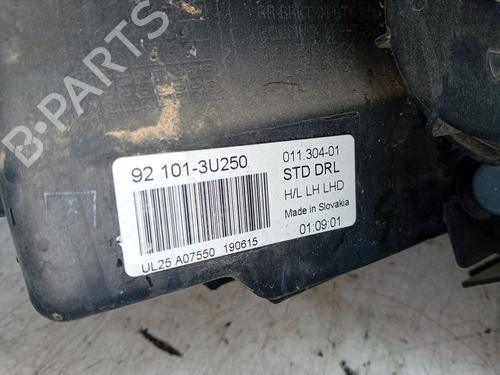 92 101-3U250
011.304-01
STD DRL
H/L LH LHD
Made in Slovakia
01:09:01
UL25 A07550 190615
B-PARTS